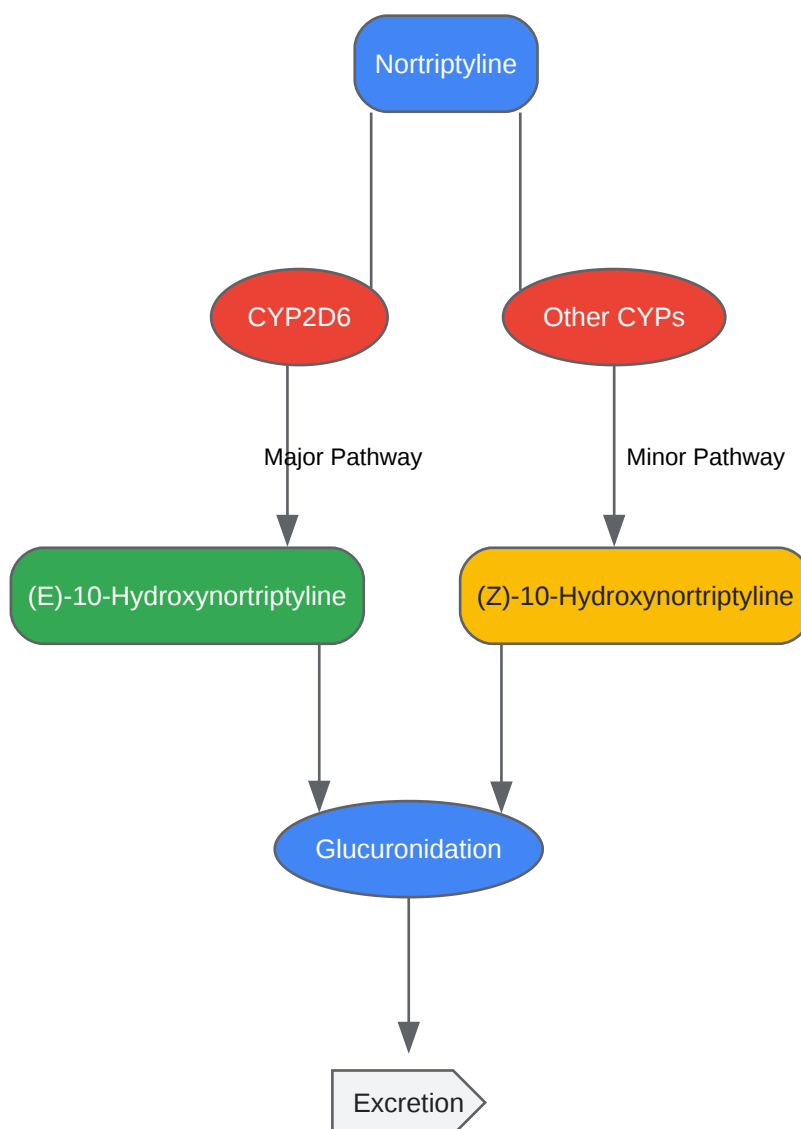 Nortriptyline
CYP2D6
Other CYPs
Major Pathway
Minor Pathway
(E)-10-Hydroxynortriptyline
(Z)-10-Hydroxynortriptyline
Glucuronidation
Excretion